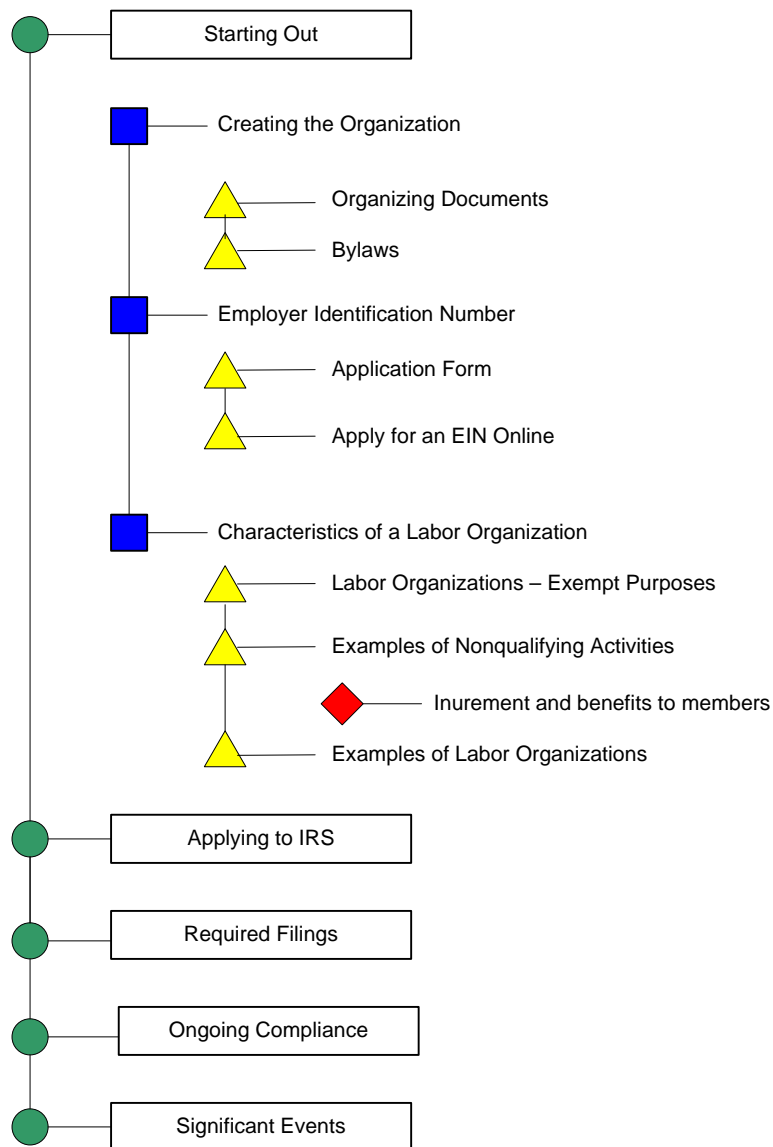 Starting Out
Creating the Organization
Organizing Documents
Bylaws
Employer Identification Number
Application Form
Apply for an EIN Online
Characteristics of a Labor Organization
Labor Organizations – Exempt Purposes
Examples of Nonqualifying Activities
Inurement and benefits to members
Examples of Labor Organizations
Applying to IRS
Required Filings
Ongoing Compliance
Significant Events